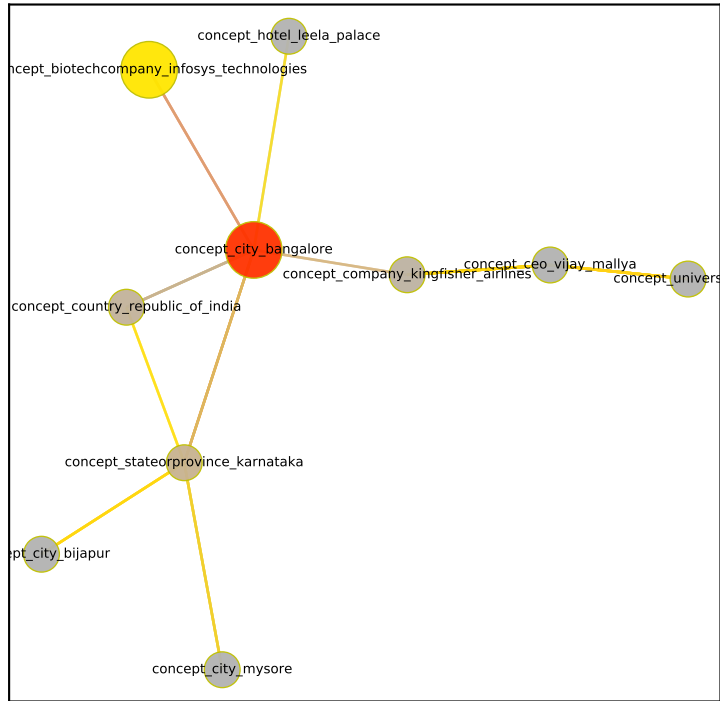 concept_hotel_leela_palace
ncept_biotechcompany_infosys_technologies
concept_city_bangalore
concept_ceo_vijay_mallya
concept_company_kingfisher_airlines
concept_univers
concept_country_republic_of_india
concept_stateorprovince_karnataka
ept_city_bijapur
concept_city_mysore